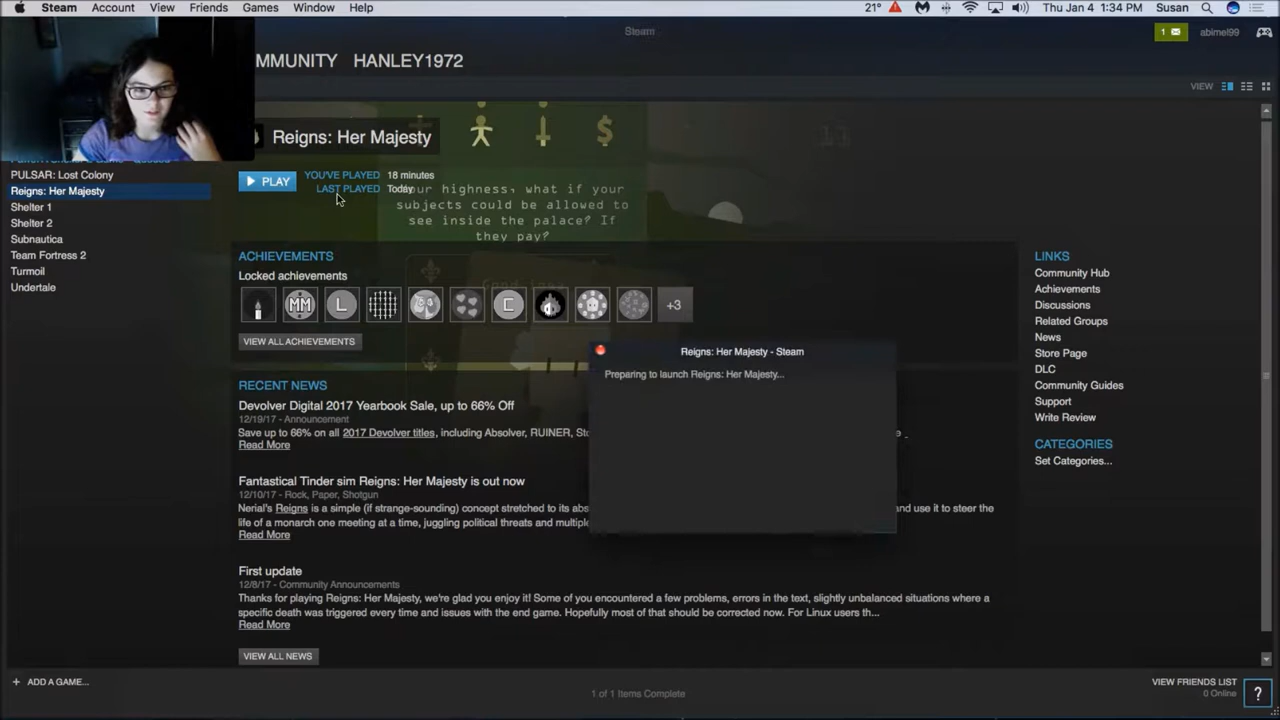 Steam Account View Friends Games Window Help 21° Thu Jan 4 1:34 PM Susan
Steam
1 abimel99
MMUNITY HANLEY1972
VIEW
Reigns: Her Majesty
PLAY
YOU'VE PLAYED 18 minutes
LAST PLAYED Today
our highness, what if your
subjects could be allowed to
see inside the palace? If
they pay?
PULSAR: Lost Colony
Reigns: Her Majesty
Shelter 1
Shelter 2
Subnautica
Team Fortress 2
Turmoil
Undertale
ACHIEVEMENTS
Locked achievements
MM L C +3
VIEW ALL ACHIEVEMENTS
LINKS
Community Hub
Achievements
Discussions
Related Groups
News
Store Page
DLC
Community Guides
Support
Write Review
CATEGORIES
Set Categories...
Reigns: Her Majesty - Steam
Preparing to launch Reigns: Her Majesty...
RECENT NEWS
Devolver Digital 2017 Yearbook Sale, up to 66% Off
12/19/17 - Announcement
Save up to 66% on all 2017 Devolver titles, including Absolver, RUINER,
Read More
Fantastical Tinder sim Reigns: Her Majesty is out now
12/10/17 - Rock, Paper, Shotgun
Nerial's Reigns is a simple (if strange-sounding) concept stretched to its and use it to steer the
life of a monarch one meeting at a time, juggling political threats and
Read More
First update
12/8/17 - Community Announcements
Thanks for playing Reigns: Her Majesty, we're glad you enjoy it! Some of you encountered a few problems, errors in the text, slightly unbalanced situations where a
specific death was triggered every time and issues with the end game. Hopefully most of that should be corrected now. For Linux users th...
Read More
VIEW ALL NEWS
+ ADD A GAME...
1 of 1 Items Complete
VIEW FRIENDS LIST
0 Online
?